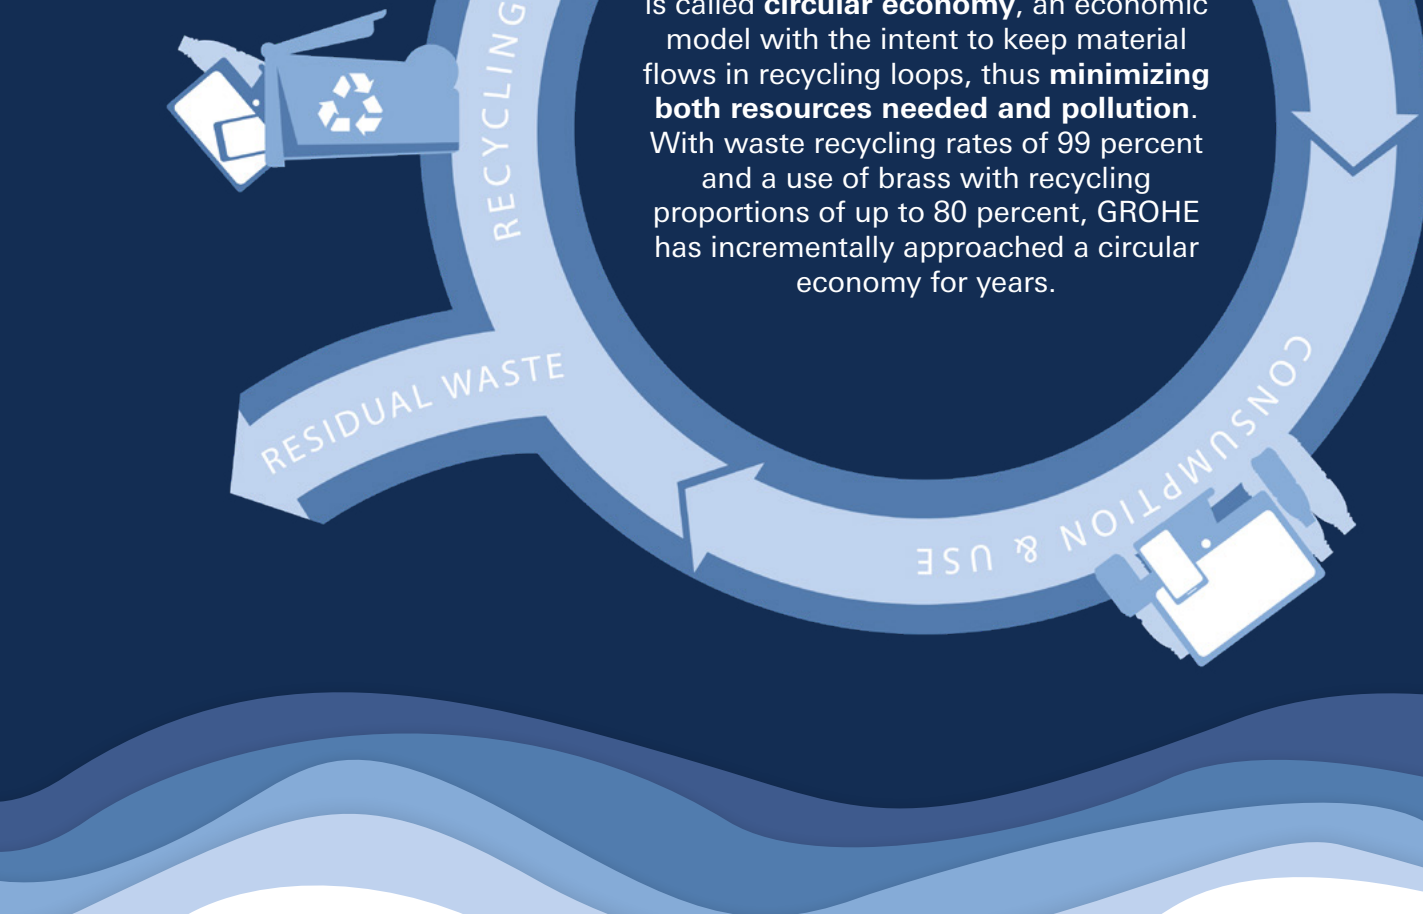 is called circular economy, an economic
model with the intent to keep material
flows in recycling loops, thus minimizing
both resources needed and pollution.
With waste recycling rates of 99 percent
and a use of brass with recycling
proportions of up to 80 percent, GROHE
has incrementally approached a circular
economy for years.
RECYCLING
RESIDUAL WASTE
CONSUMPTION & USE